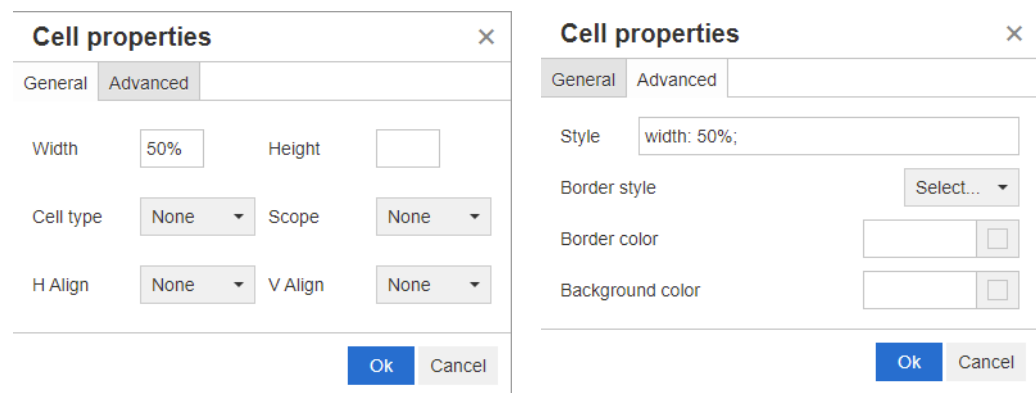 Cell properties ×
General Advanced
Width 50% Height
Cell type None Scope None
H Align None V Align None
Ok Cancel
Cell properties ×
General Advanced
Style width: 50%;
Border style Select...
Border color
Background color
Ok Cancel